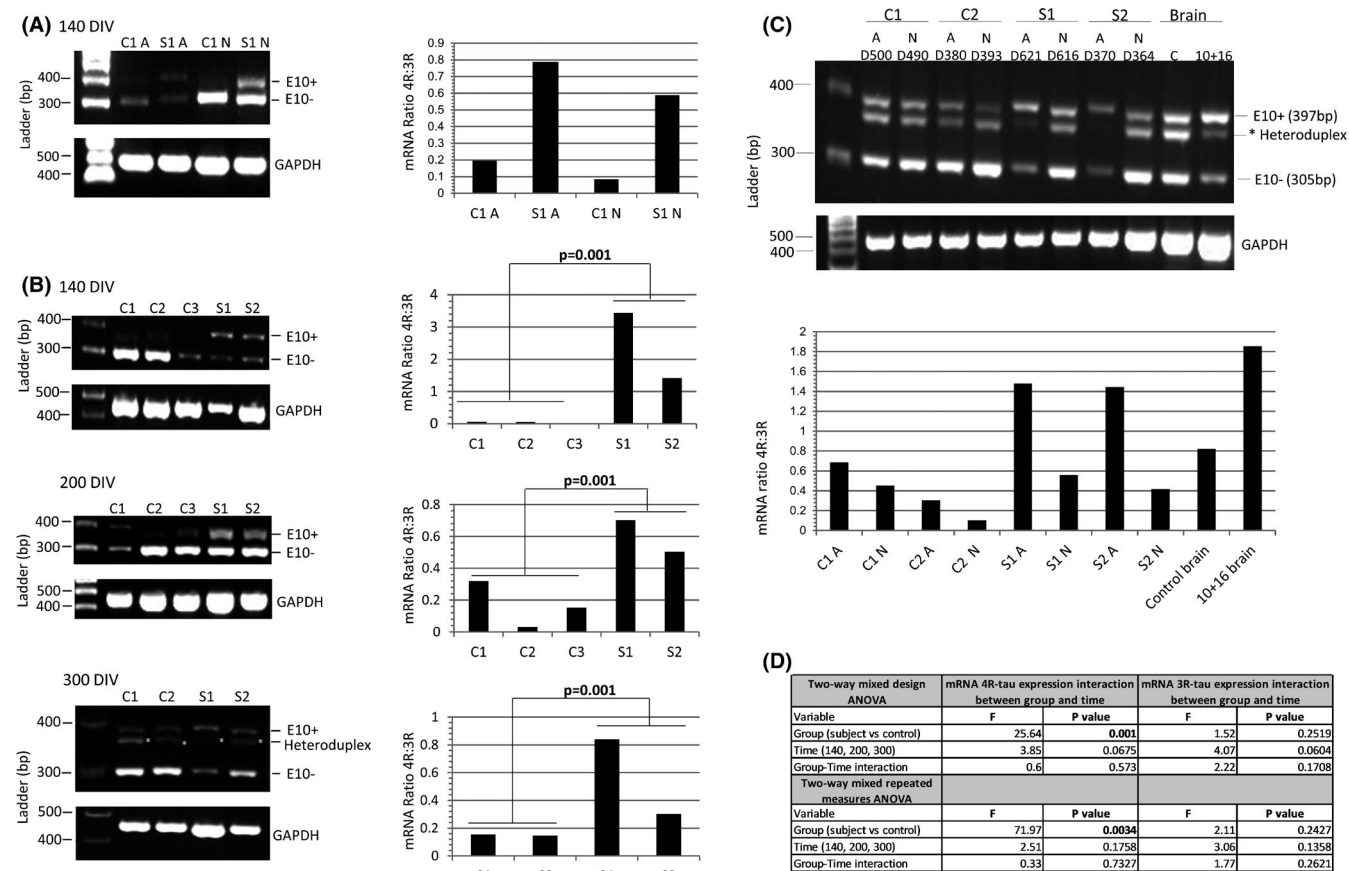 (A)
140 DIV
C1 A S1 A C1 N S1 N
400
300
E10+
E10-
500
400
GAPDH
Ladder (bp)
mRNA Ratio 4R:3R
0.9
0.8
0.7
0.6
0.5
0.4
0.3
0.2
0.1
0
C1 A S1 A C1 N S1 N
(B)
140 DIV
C1 C2 C3 S1 S2
400
300
E10+
E10-
500
400
GAPDH
Ladder (bp)
p=0.001
mRNA Ratio 4R:3R
4
3
2
1
0
C1 C2 C3 S1 S2
200 DIV
C1 C2 C3 S1 S2
400
300
E10+
E10-
500
400
GAPDH
Ladder (bp)
p=0.001
mRNA Ratio 4R:3R
0.8
0.6
0.4
0.2
0
C1 C2 C3 S1 S2
300 DIV
C1 C2 S1 S2
400
300
E10+
Heteroduplex
E10-
500
400
GAPDH
Ladder (bp)
p=0.001
mRNA Ratio 4R:3R
1
0.8
0.6
0.4
0.2
0
(C)
C1 C2 S1 S2 Brain
A N A N A N A N
D500 D490 D380 D393 D621 D616 D370 D364 C 10+16
400
300
Ladder (bp)
E10+ (397bp)
* Heteroduplex
E10- (305bp)
500
400
GAPDH
mRNA ratio 4R:3R
2
1.8
1.6
1.4
1.2
1
0.8
0.6
0.4
0.2
0
C1 A C1 N C2 A C2 N S1 A S1 N S2 A S2 N Control brain 10+16 brain
(D)
Two-way mixed design ANOVA mRNA 4R-tau expression interaction between group and time mRNA 3R-tau expression interaction between group and time
Variable F P value F P value
Group (subject vs control) 25.64 0.001 1.52 0.2519
Time (140, 200, 300) 3.85 0.0675 4.07 0.0604
Group-Time interaction 0.6 0.573 2.22 0.1708
Two-way mixed repeated measures ANOVA
Variable F P value F P value
Group (subject vs control) 71.97 0.0034 2.11 0.2427
Time (140, 200, 300) 2.51 0.1758 3.06 0.1358
Group-Time interaction 0.33 0.7327 1.77 0.2621